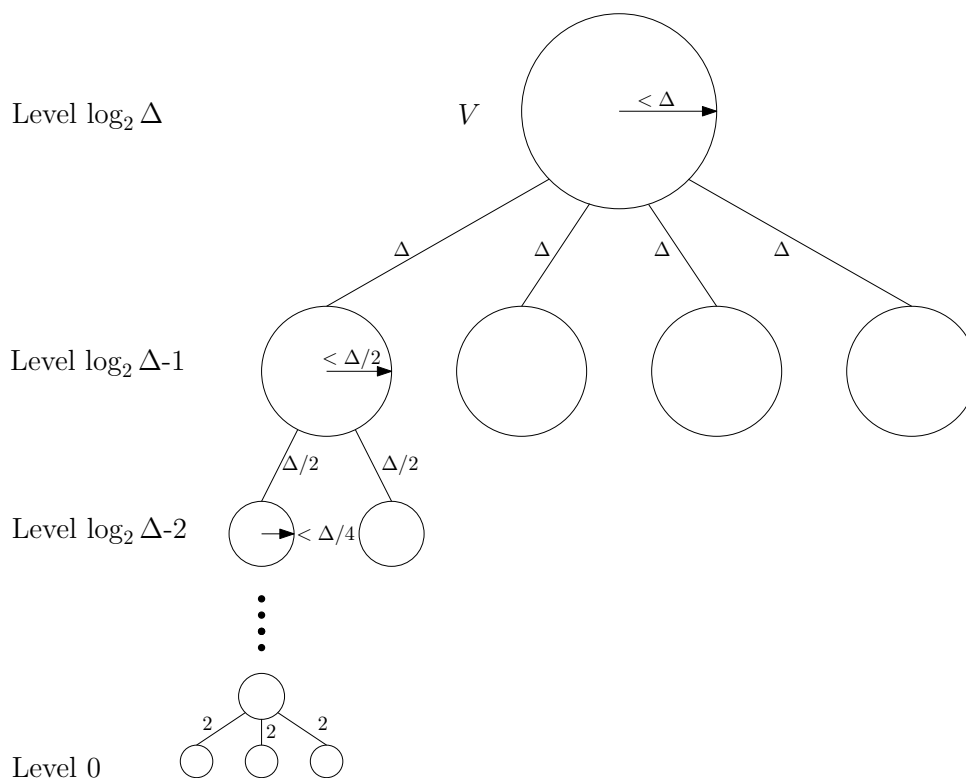 Level log₂ Δ
V
< Δ
Δ
Δ
Δ
Δ
Level log₂ Δ-1
< Δ/2
Δ/2
Δ/2
Level log₂ Δ-2
< Δ/4
2
2
2
Level 0